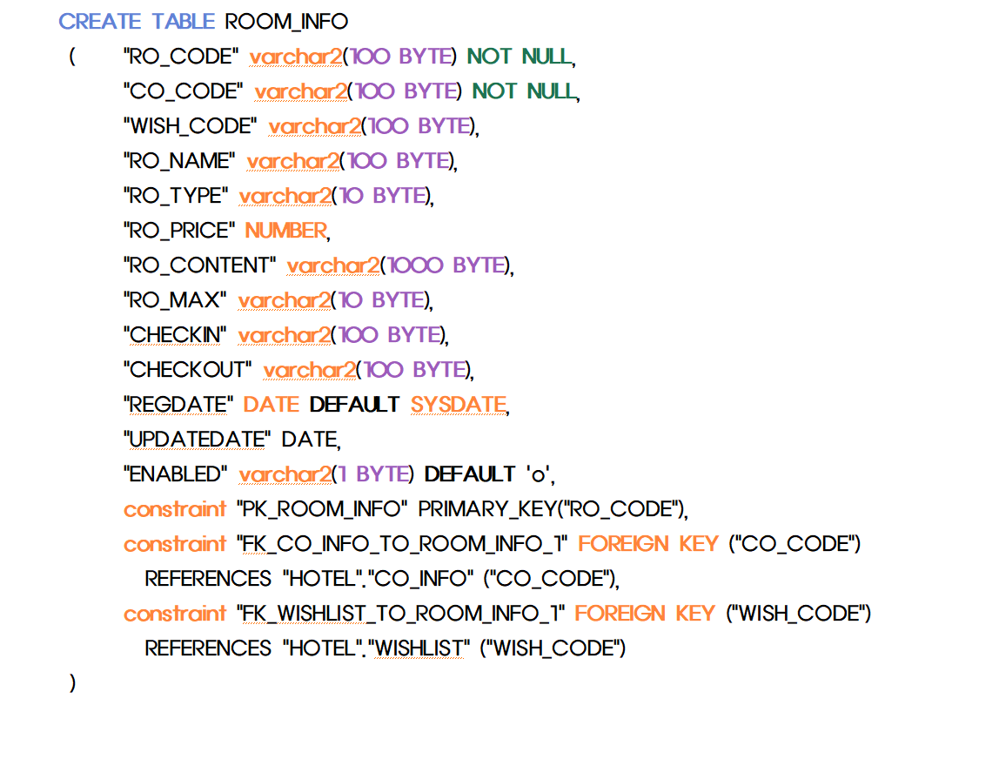 CREATE TABLE ROOM_INFO
( "RO_CODE" varchar2(100 BYTE) NOT NULL,
"CO_CODE" varchar2(100 BYTE) NOT NULL,
"WISH_CODE" varchar2(100 BYTE),
"RO_NAME" varchar2(100 BYTE),
"RO_TYPE" varchar2(10 BYTE),
"RO_PRICE" NUMBER,
"RO_CONTENT" varchar2(1000 BYTE),
"RO_MAX" varchar2(10 BYTE),
"CHECKIN" varchar2(100 BYTE),
"CHECKOUT" varchar2(100 BYTE),
"REGDATE" DATE DEFAULT SYSDATE,
"UPDATEDATE" DATE,
"ENABLED" varchar2(1 BYTE) DEFAULT 'o',
constraint "PK_ROOM_INFO" PRIMARY_KEY("RO_CODE"),
constraint "FK_CO_INFO_TO_ROOM_INFO_1" FOREIGN KEY ("CO_CODE")
REFERENCES "HOTEL"."CO_INFO" ("CO_CODE"),
constraint "FK_WISHLIST_TO_ROOM_INFO_1" FOREIGN KEY ("WISH_CODE")
REFERENCES "HOTEL"."WISHLIST" ("WISH_CODE")
)